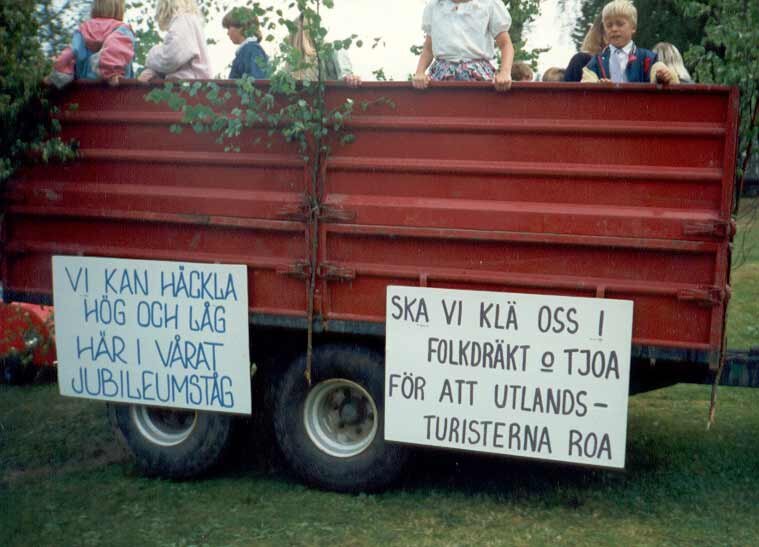 VI KAN HÄCKLA
HÖG OCH LÅG
HÄR I VÅRAT
JUBILEUMSTÅG
SKA VI KLÄ OSS I
FOLKDRÄKT o TJOA
FÖR ATT UTLANDS-
TURISTERNA ROA